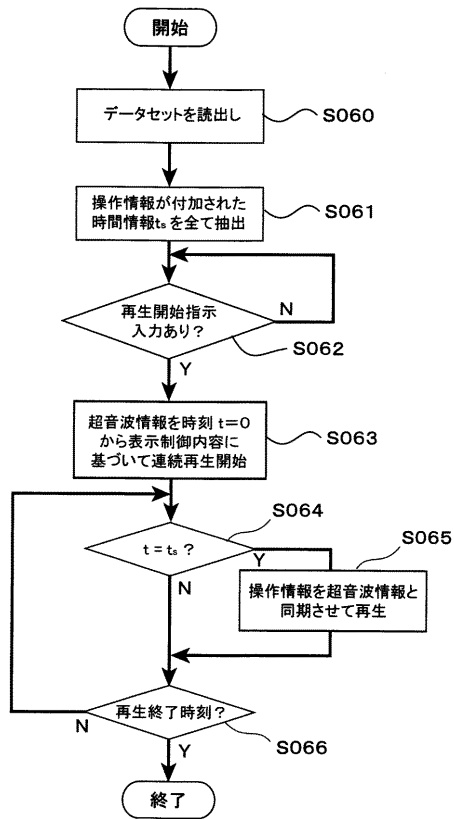 開始
データセットを読出し
S060
操作情報が付加された
時間情報tsを全て抽出
S061
再生開始指示
入力あり？
N
S062
Y
超音波情報を時刻 t＝0
から表示制御内容に
基づいて連続再生開始
S063
S064
t＝ts？
Y
S065
N
操作情報を超音波情報と
同期させて再生
再生終了時刻？
N
S066
Y
終了